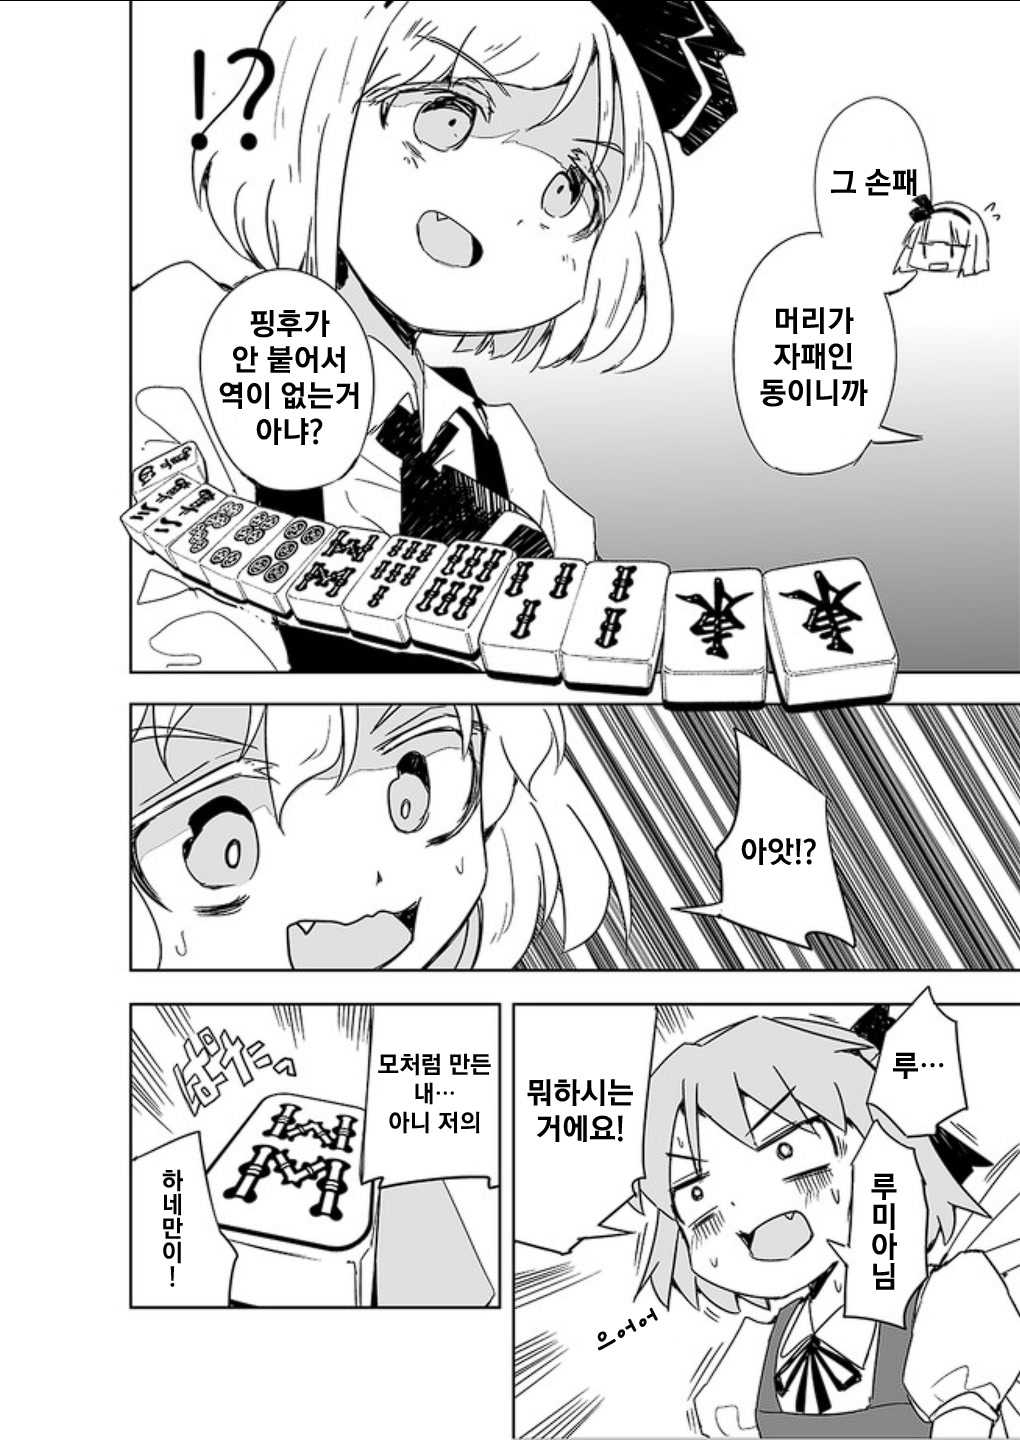 그 손패
머리가
자패인
동이니까
!?
핑후가
안 붙어서
역이 없는거
아냐?
아앗!?
루…
루미아님
뭐하시는
거에요!
으어어
모처럼 만든
내…
아니 저의
하네만이!
ぱたっ